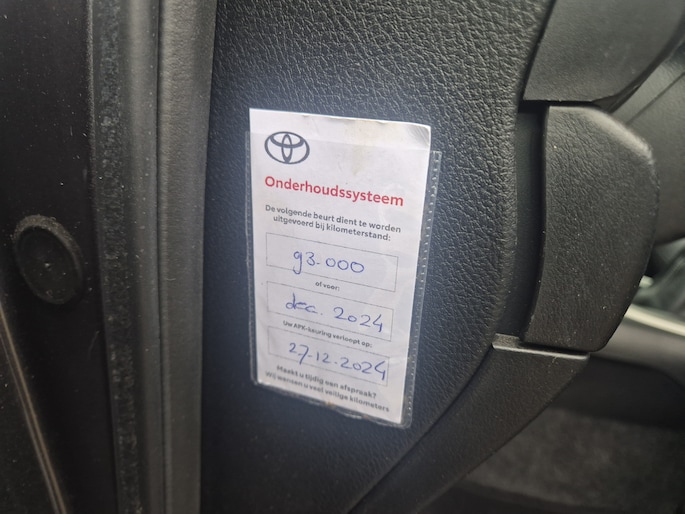 Onderhoudssysteem
De volgende beurt dient te worden
uitgevoerd bij kilometerstand:
93.000
of voor:
dec. 2024
Uw APK-keuring verloopt op:
27-12-2024
Maakt u tijdig een afspraak?
Wij wensen u veel veilige kilometers